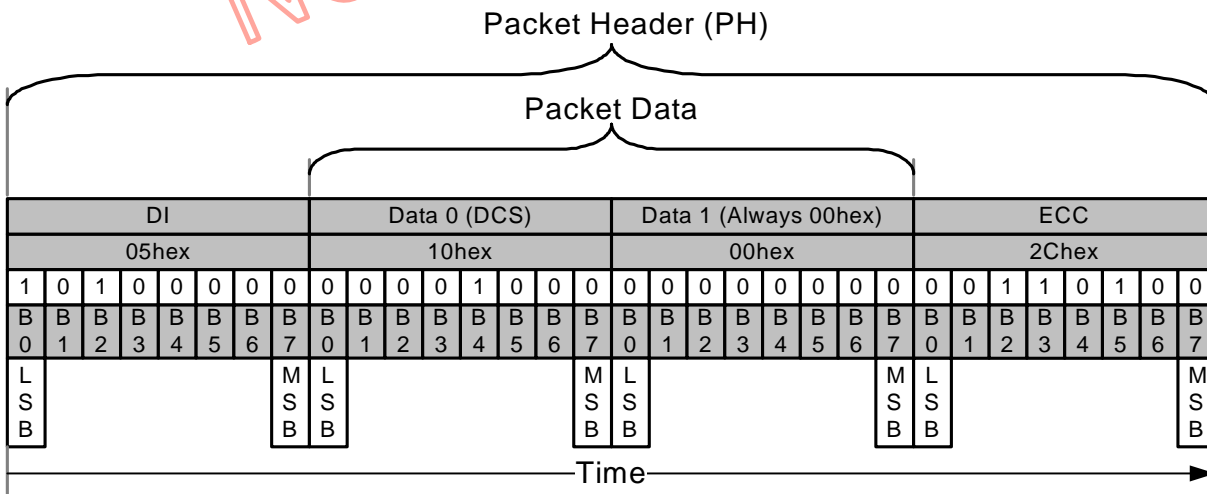 Packet Header (PH)
Packet Data
DI Data 0 (DCS) Data 1 (Always 00hex) ECC
05hex 10hex 00hex 2Chex
1 0 1 0 0 0 0 0 0 0 0 0 1 0 0 0 0 0 0 0 0 0 0 0 0 0 1 1 0 1 0 0
B B B B B B B B B B B B B B B B B B B B B B B B B B B B B B B B
0 1 2 3 4 5 6 7 0 1 2 3 4 5 6 7 0 1 2 3 4 5 6 7 0 1 2 3 4 5 6 7
L M L M L M L M
S S S S S S S S
B B B B B B B B
Time